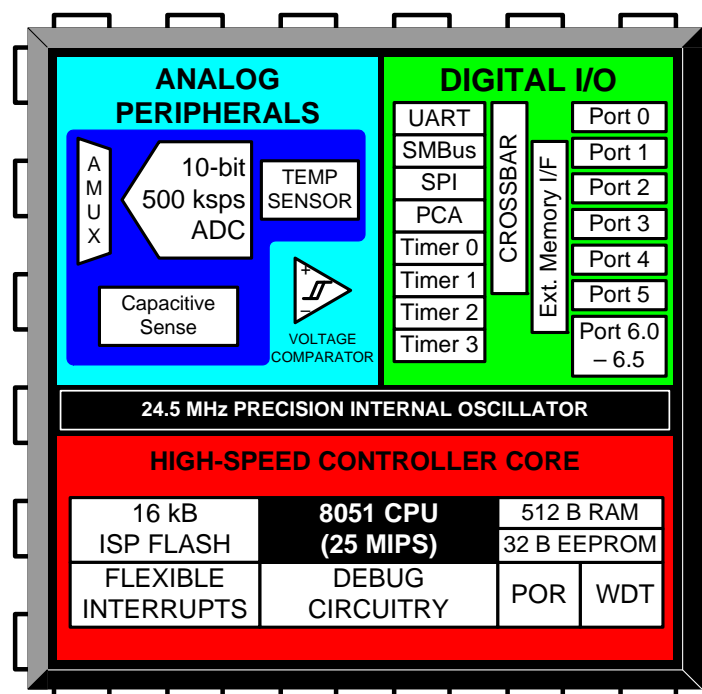 ANALOG
PERIPHERALS
AMUX
10-bit
500 ksps
ADC
TEMP
SENSOR
Capacitive
Sense
+
–
VOLTAGE
COMPARATOR
DIGITAL I/O
UART
SMBus
SPI
PCA
Timer 0
Timer 1
Timer 2
Timer 3
CROSSBAR
Ext. Memory I/F
Port 0
Port 1
Port 2
Port 3
Port 4
Port 5
Port 6.0
– 6.5
24.5 MHz PRECISION INTERNAL OSCILLATOR
HIGH-SPEED CONTROLLER CORE
16 kB
ISP FLASH
8051 CPU
(25 MIPS)
512 B RAM
32 B EEPROM
FLEXIBLE
INTERRUPTS
DEBUG
CIRCUITRY
POR
WDT